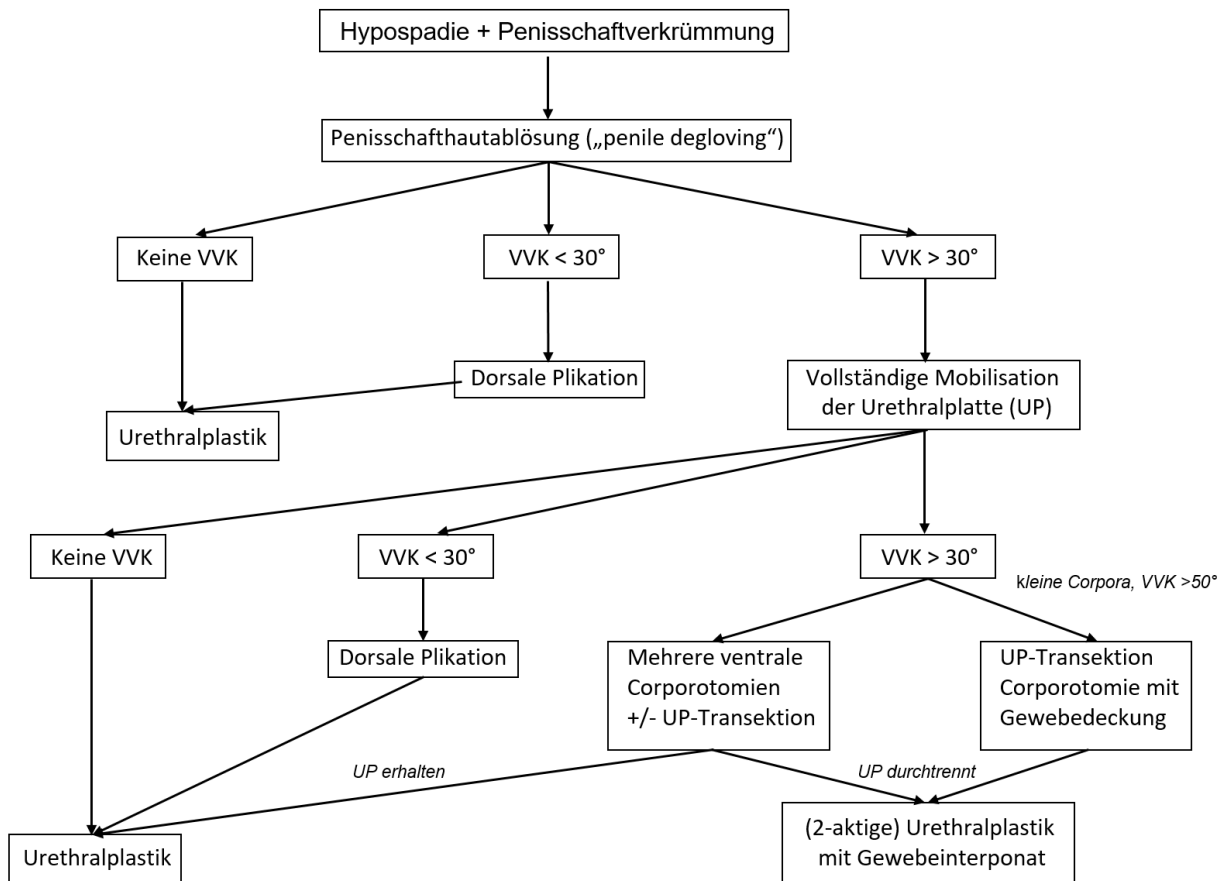 Hypospadie + Penisschaftverkrümmung
Penisschafthautablösung („penile degloving“)
Keine VVK
VVK < 30°
VVK > 30°
Dorsale Plikation
Vollständige Mobilisation
der Urethralplatte (UP)
Urethralplastik
Keine VVK
VVK < 30°
VVK > 30°
kleine Corpora, VVK >50°
Dorsale Plikation
Mehrere ventrale
Corporotomien
+/- UP-Transektion
UP-Transektion
Corporotomie mit
Gewebedeckung
UP erhalten
UP durchtrennt
Urethralplastik
(2-aktige) Urethralplastik
mit Gewebeinterponat